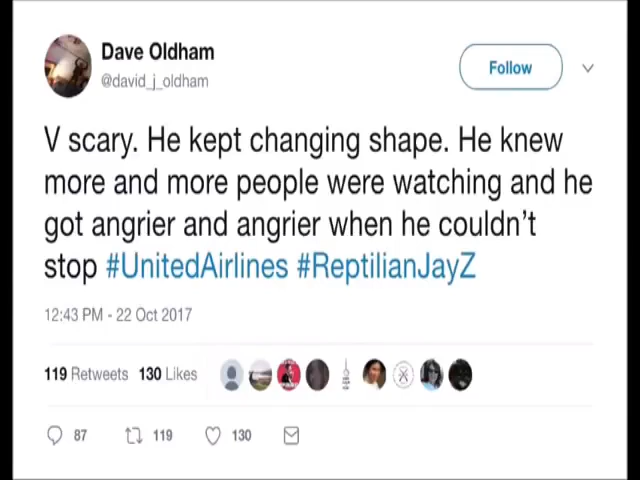 Dave Oldham
@david_j_oldham
Follow
V scary. He kept changing shape. He knew
more and more people were watching and he
got angrier and angrier when he couldn't
stop #UnitedAirlines #ReptilianJayZ
12:43 PM - 22 Oct 2017
119 Retweets 130 Likes
87 119 130